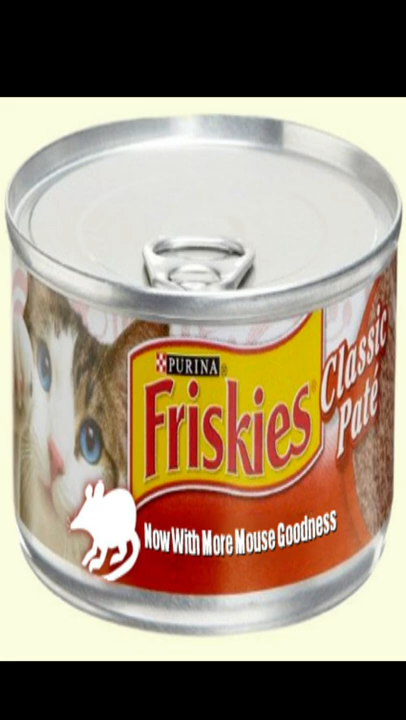 PURINA®
Friskies®
Classic
Paté
Now With More Mouse Goodness